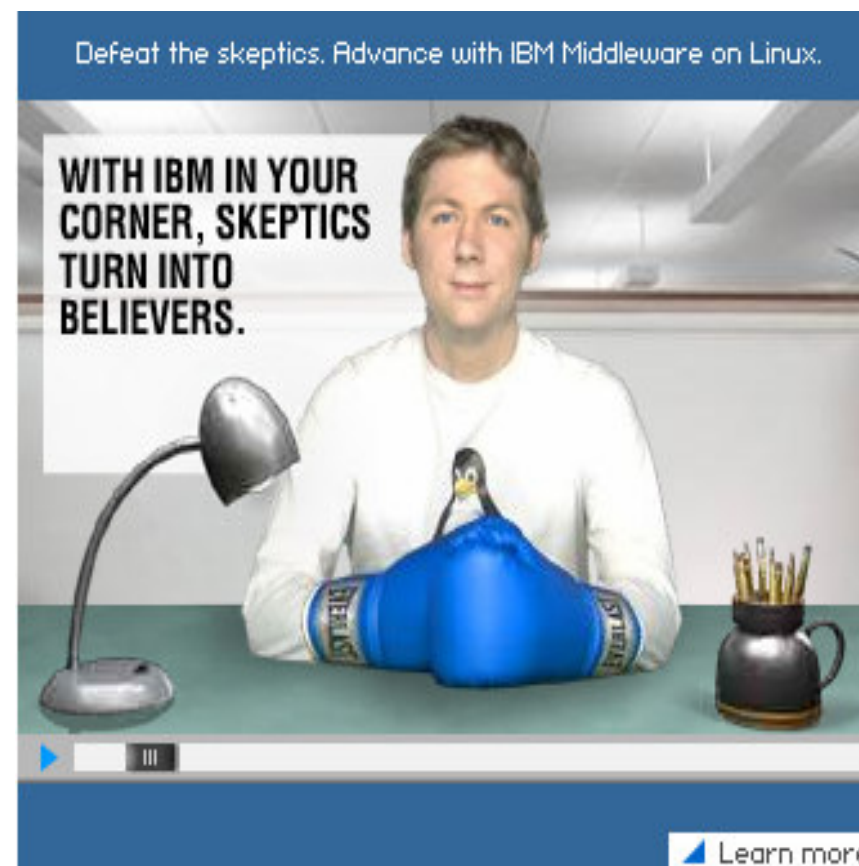 Defeat the skeptics. Advance with IBM Middleware on Linux.
WITH IBM IN YOUR
CORNER, SKEPTICS
TURN INTO
BELIEVERS.
EVERLAST
EVERLAST
Learn more